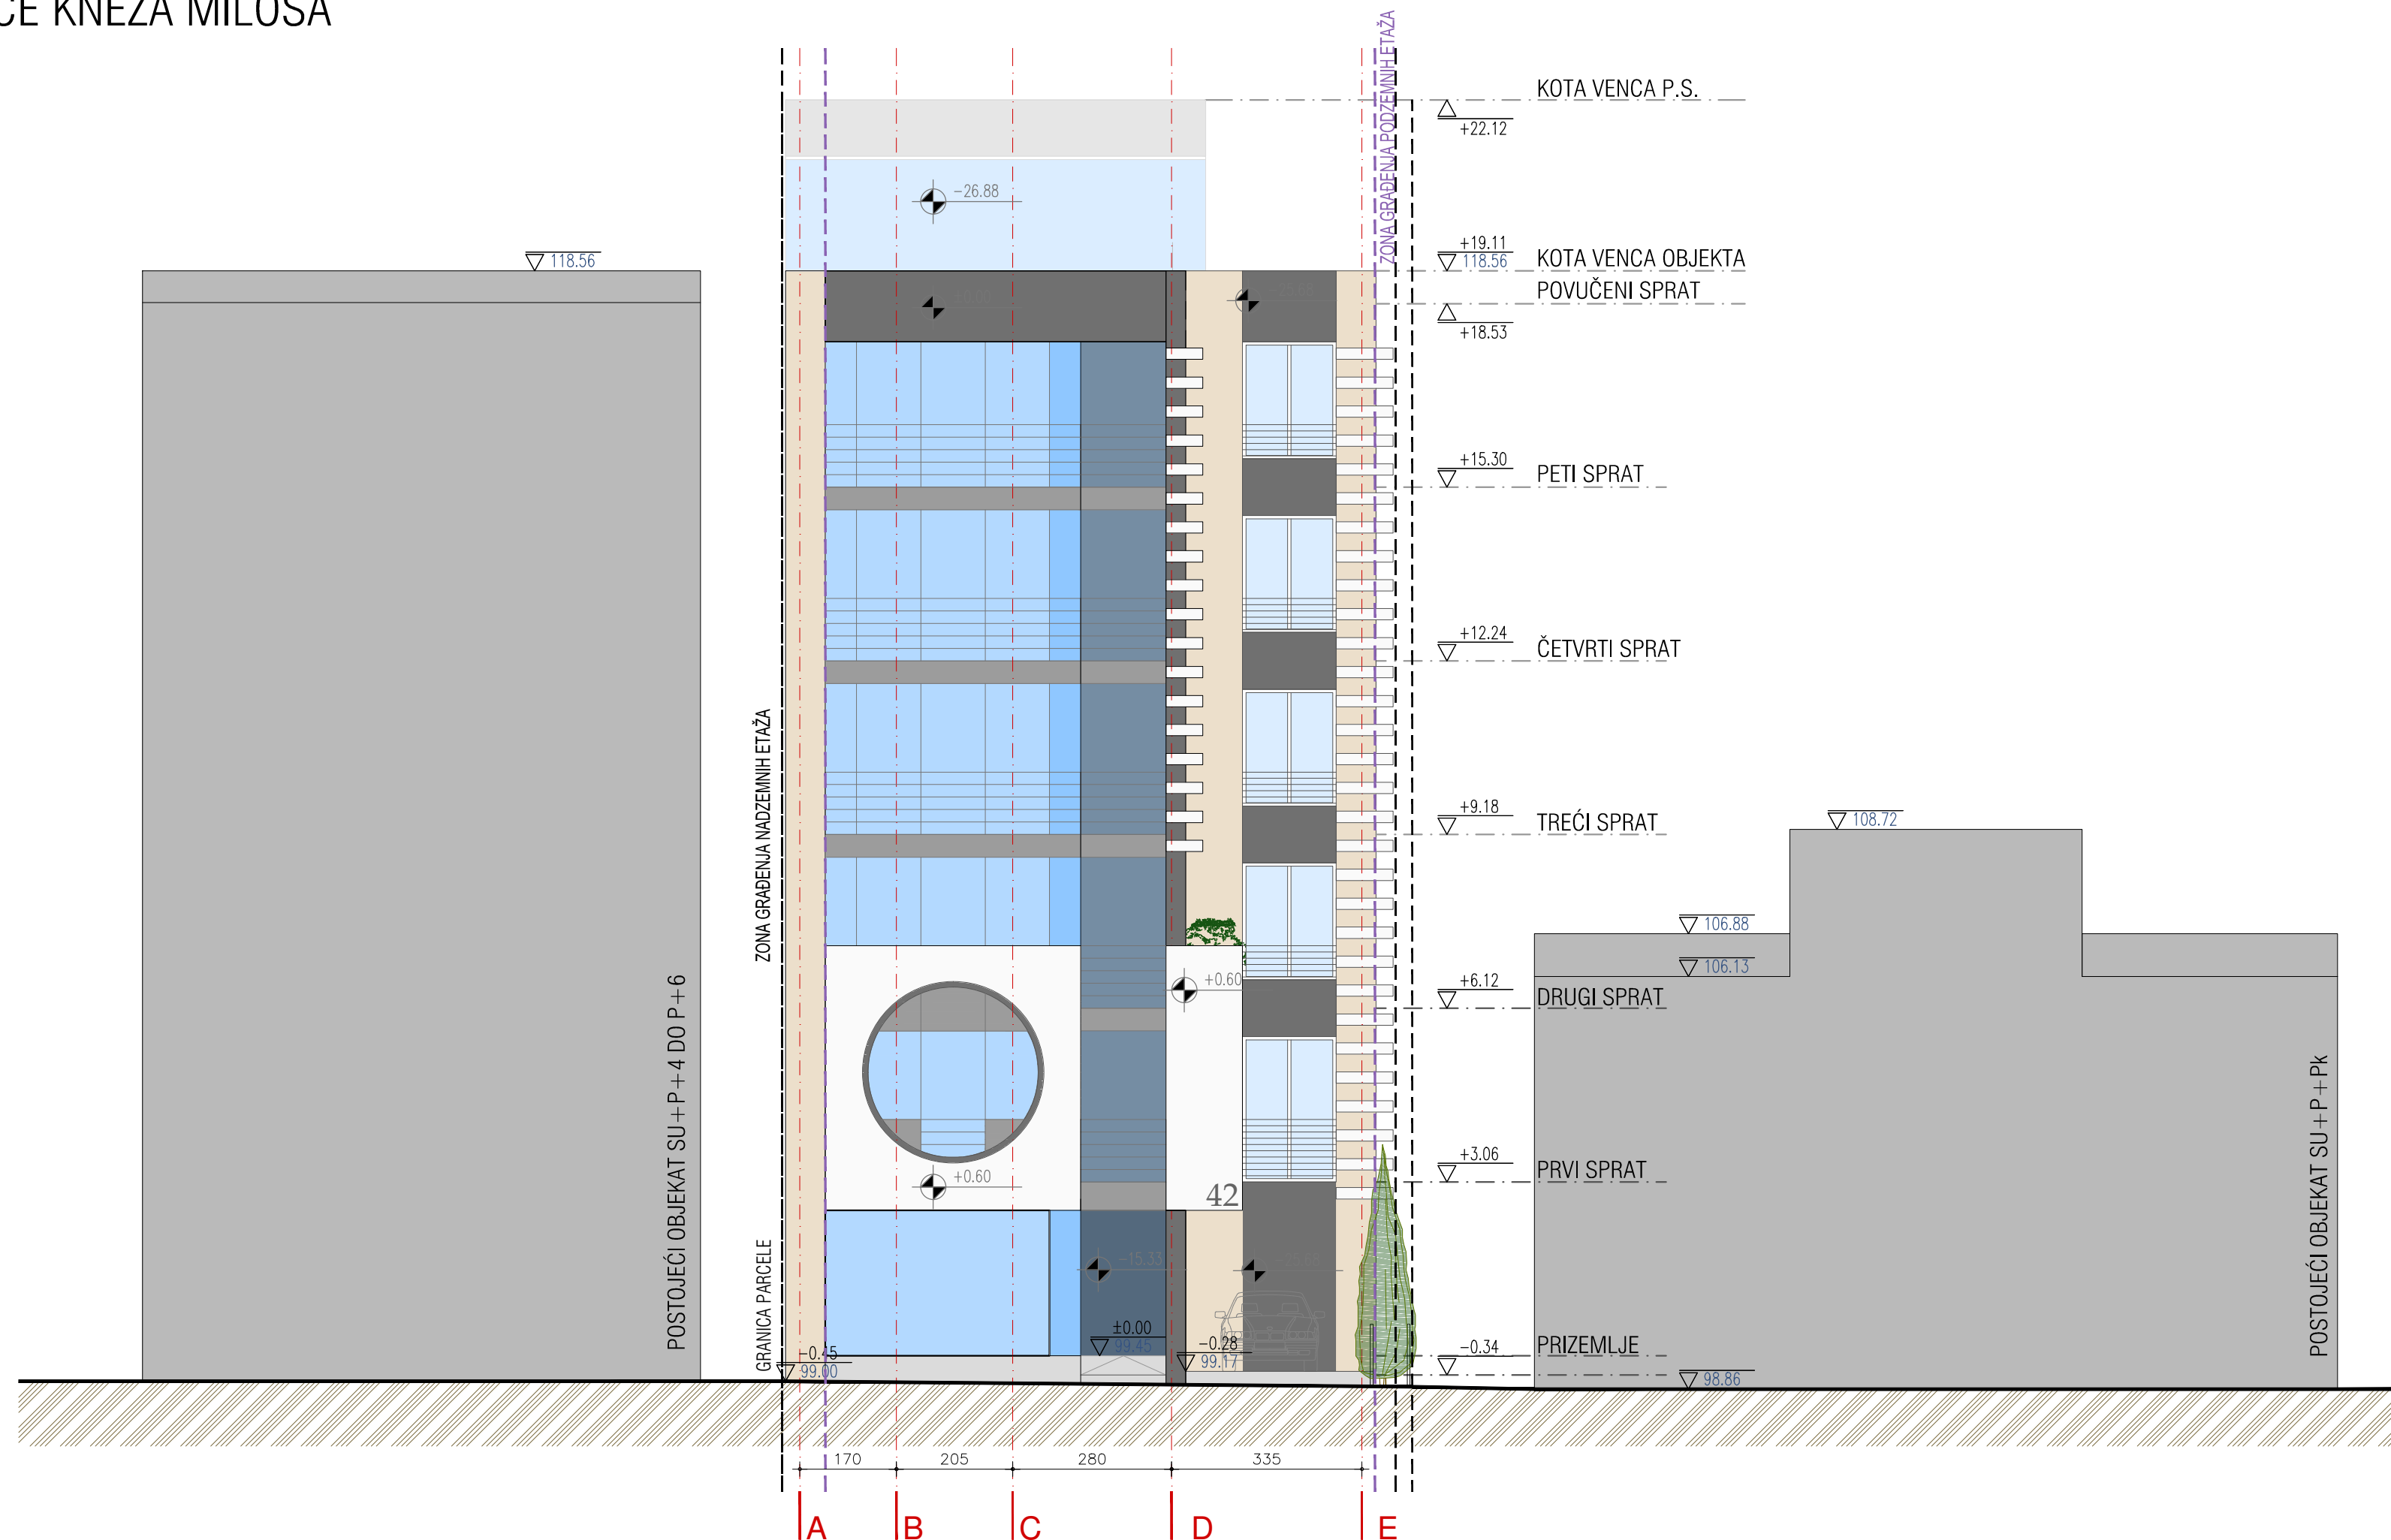 CE KNEZA MILOŠA
ZONA GRAĐENJA PODZEMNIH ETAŽA
KOTA VENCA P.S.
+22.12
-26.88
118.56
+19.11
118.56
KOTA VENCA OBJEKTA
POVUČENI SPRAT
+18.53
+15.30
PETI SPRAT
+12.24
ČETVRTI SPRAT
ZONA GRAĐENJA NADZEMNIH ETAŽA
+9.18
TREĆI SPRAT
108.72
106.88
106.13
+0.60
+6.12
DRUGI SPRAT
POSTOJEĆI OBJEKAT SU+P+4 DO P+6
POSTOJEĆI OBJEKAT SU+P+Pk
+0.60
42
+3.06
PRVI SPRAT
GRANICA PARCELE
-15.33
±0.00
99.45
-0.28
99.17
-0.45
99.00
-0.34
PRIZEMLJE
98.86
170
205
280
335
A
B
C
D
E